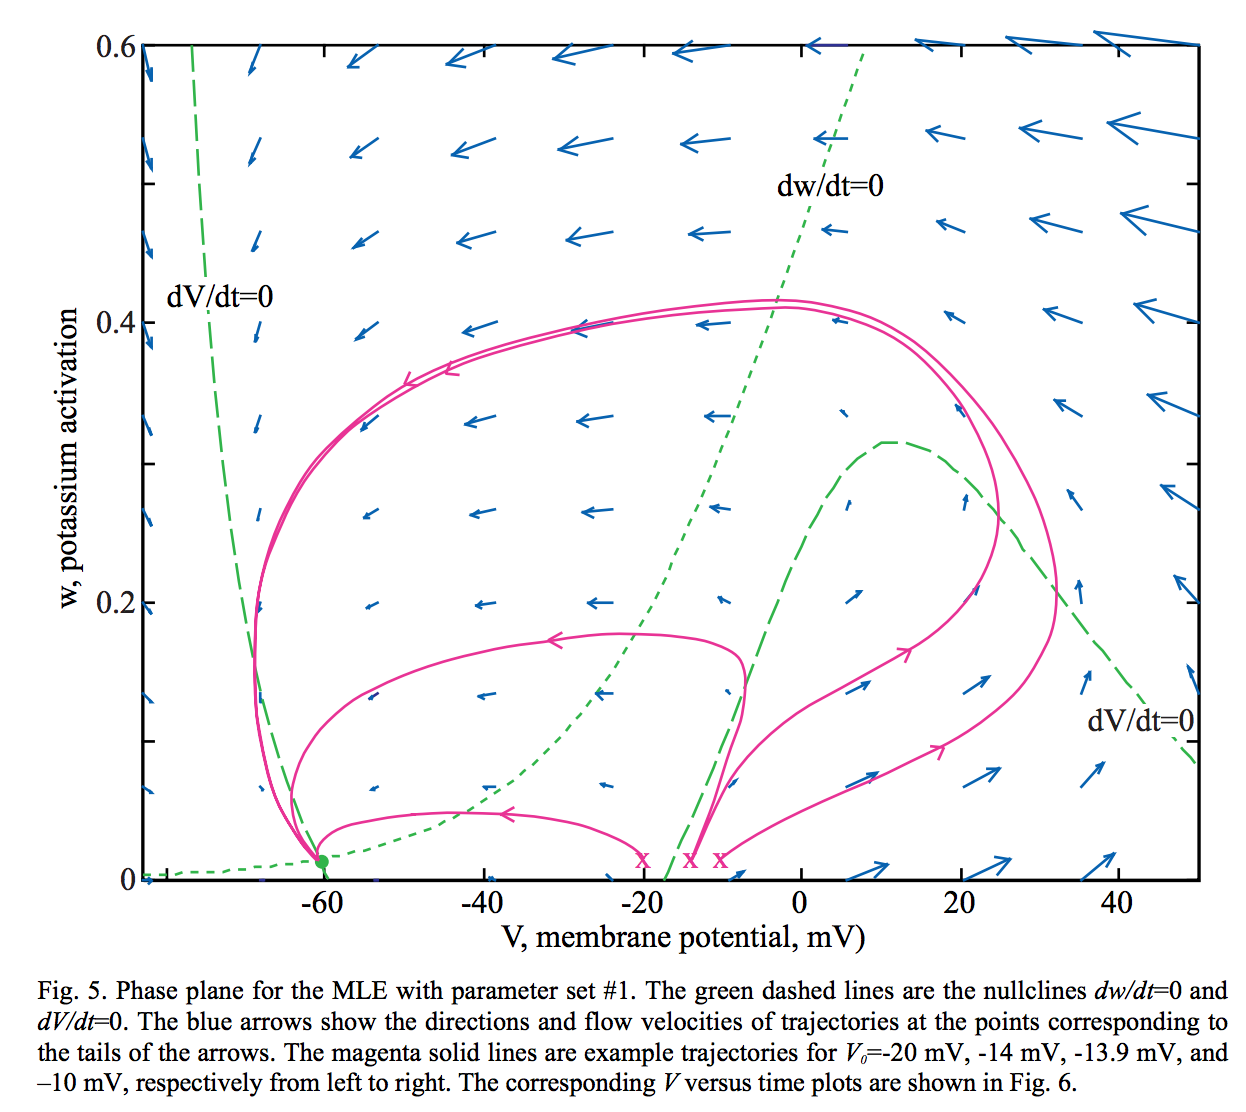 0.6
dw/dt=0
dV/dt=0
0.4
w, potassium activation
0.2
dV/dt=0
x x x
0
-60 -40 -20 0 20 40
V, membrane potential, mV)
Fig. 5. Phase plane for the MLE with parameter set #1. The green dashed lines are the nullclines dw/dt=0 and
dV/dt=0. The blue arrows show the directions and flow velocities of trajectories at the points corresponding to
the tails of the arrows. The magenta solid lines are example trajectories for V₀=-20 mV, -14 mV, -13.9 mV, and
–10 mV, respectively from left to right. The corresponding V versus time plots are shown in Fig. 6.